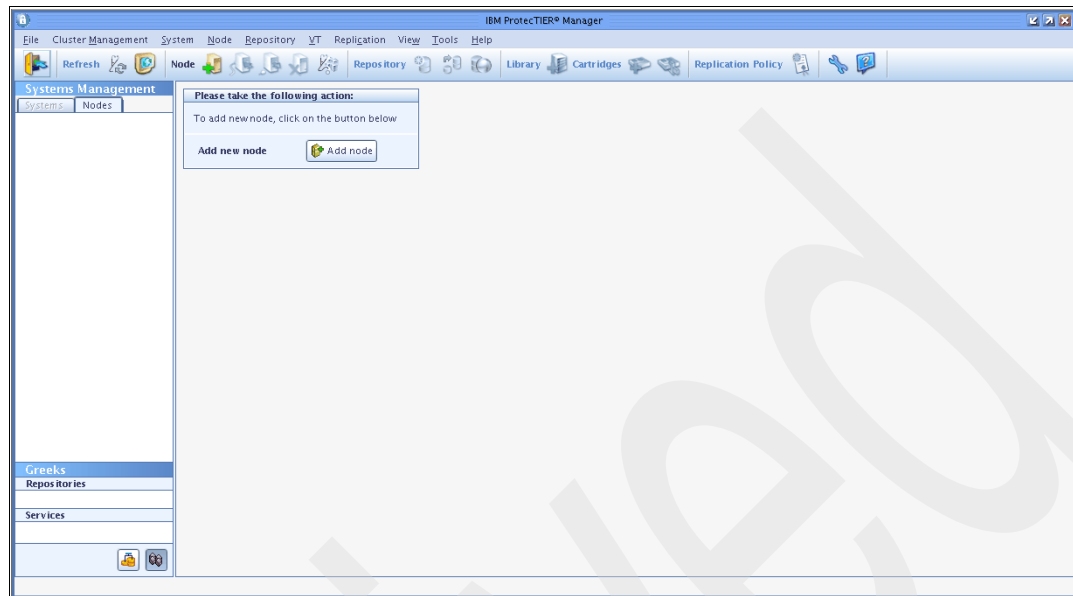 IBM ProtecTIER® Manager
File Cluster Management System Node Repository VT Replication View Tools Help
Refresh Node Repository Library Cartridges Replication Policy
Systems Management
Systems Nodes
Please take the following action:
To add new node, click on the button below
Add new node Add node
Greeks
Repositories
Services